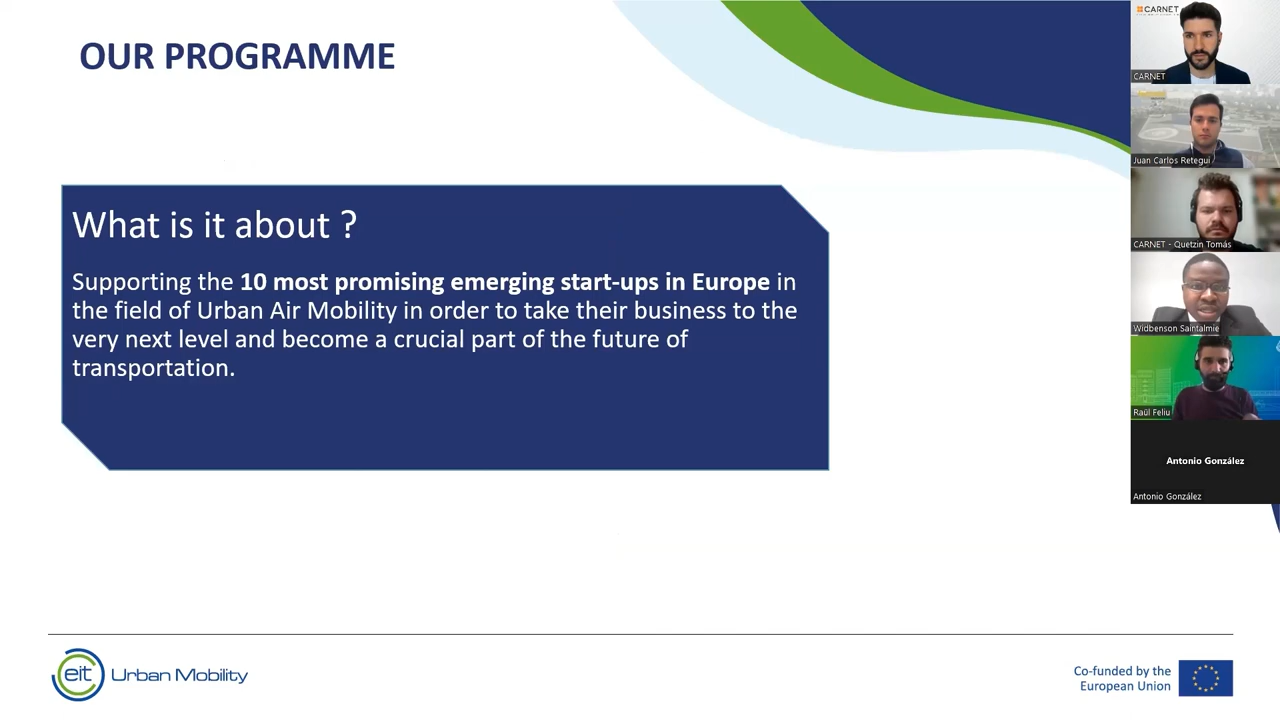 OUR PROGRAMME
What is it about ?
Supporting the 10 most promising emerging start-ups in Europe in
the field of Urban Air Mobility in order to take their business to the
very next level and become a crucial part of the future of
transportation.
eit Urban Mobility
Co-funded by the
European Union
CARNET
CARNET
Juan Carlos Retegui
CARNET - Quetzin Tomás
Widbenson Saintalmie
Raül Feliu
Antonio González
Antonio González